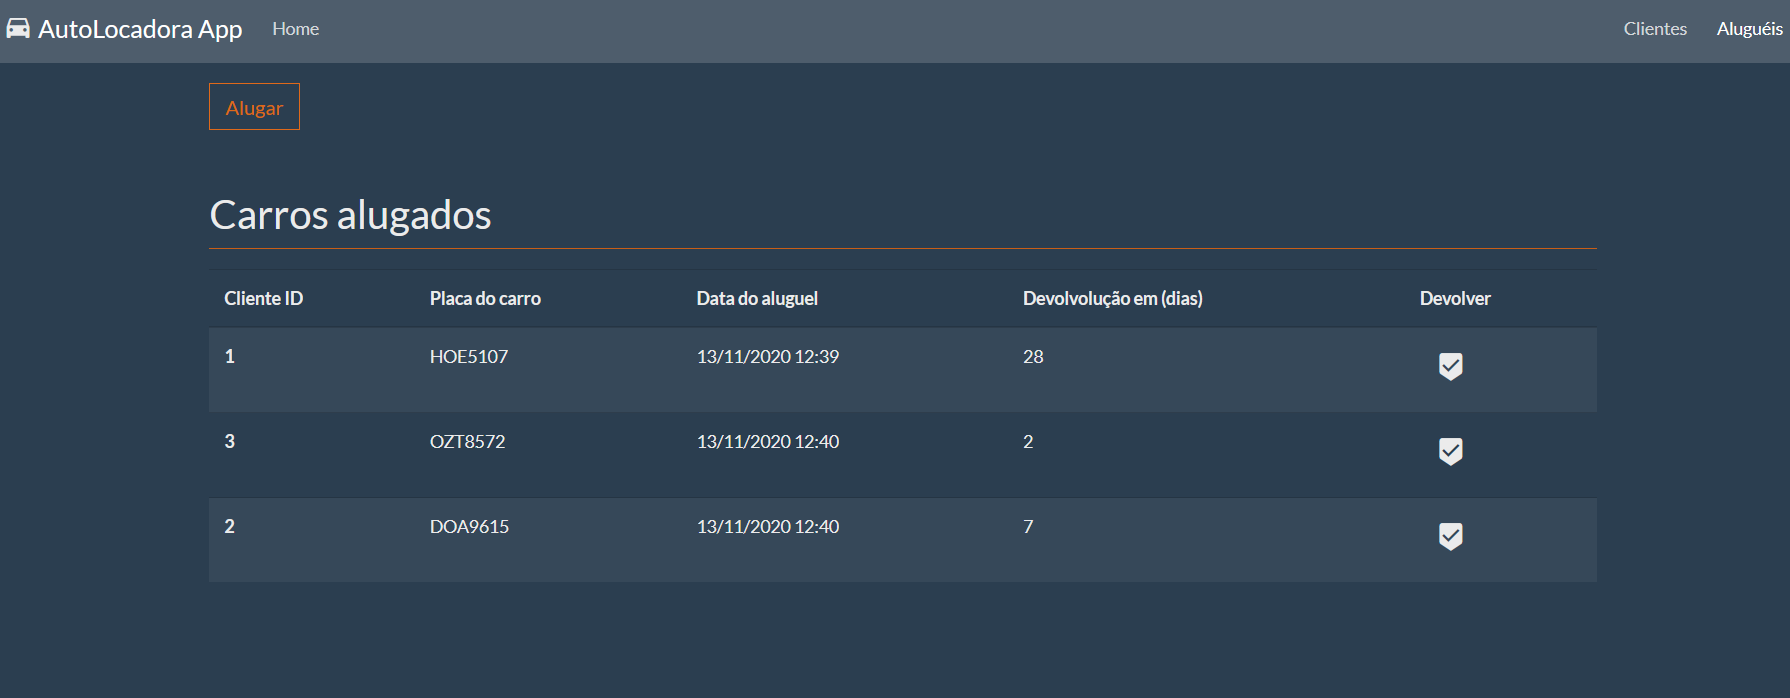 AutoLocadora App Home Clientes Aluguéis
Alugar
Carros alugados
Cliente ID Placa do carro Data do aluguel Devolvolução em (dias) Devolver
1 HOE5107 13/11/2020 12:39 28
3 OZT8572 13/11/2020 12:40 2
2 DOA9615 13/11/2020 12:40 7